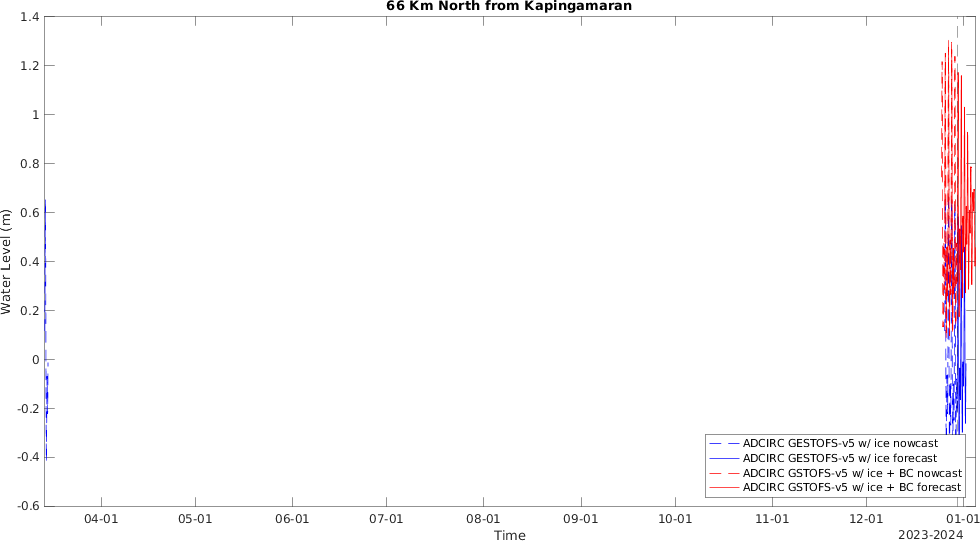 66 Km North from Kapingamaran
1.4
1.2
1
0.8
0.6
0.4
0.2
0
-0.2
-0.4
-0.6
Water Level (m)
ADCIRC GESTOFS-v5 w/ ice nowcast
ADCIRC GESTOFS-v5 w/ ice forecast
ADCIRC GSTOFS-v5 w/ ice + BC nowcast
ADCIRC GSTOFS-v5 w/ ice + BC forecast
04-01 05-01 06-01 07-01 08-01 09-01 10-01 11-01 12-01 01-01
Time
2023-2024